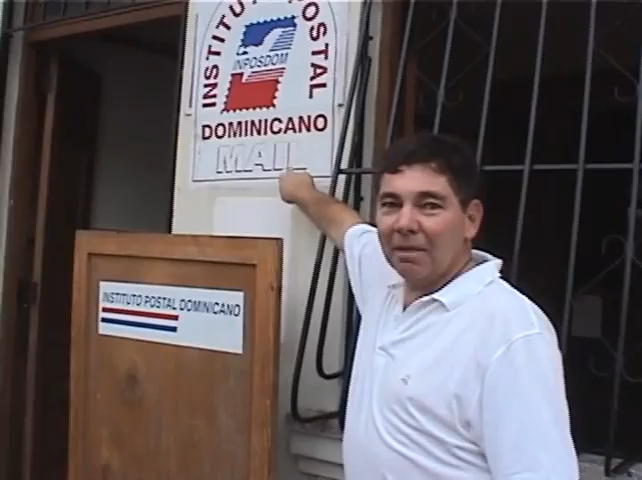 INSTITUTO POSTAL
INPOSDOM
DOMINICANO
MAIL
INSTITUTO POSTAL DOMINICANO